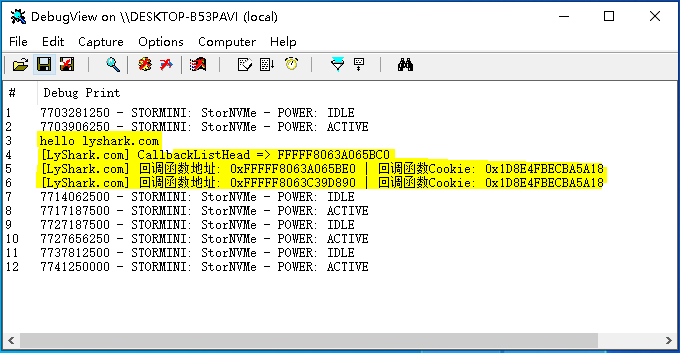 DebugView on \\DESKTOP-B53PAVI (local)
File Edit Capture Options Computer Help
# Debug Print
1 7703281250 - STORMINI: StorNVMe - POWER: IDLE
2 7703906250 - STORMINI: StorNVMe - POWER: ACTIVE
3 hello lyshark.com
4 [LyShark.com] CallbackListHead => FFFFF8063A065BC0
5 [LyShark.com] 回调函数地址: 0xFFFFF8063A065BE0 | 回调函数Cookie: 0x1D8E4FBECBA5A18
6 [LyShark.com] 回调函数地址: 0xFFFFF8063C39D890 | 回调函数Cookie: 0x1D8E4FBECBA5A18
7 7714062500 - STORMINI: StorNVMe - POWER: IDLE
8 7717187500 - STORMINI: StorNVMe - POWER: ACTIVE
9 7727187500 - STORMINI: StorNVMe - POWER: IDLE
10 7727656250 - STORMINI: StorNVMe - POWER: ACTIVE
11 7737812500 - STORMINI: StorNVMe - POWER: IDLE
12 7741250000 - STORMINI: StorNVMe - POWER: ACTIVE